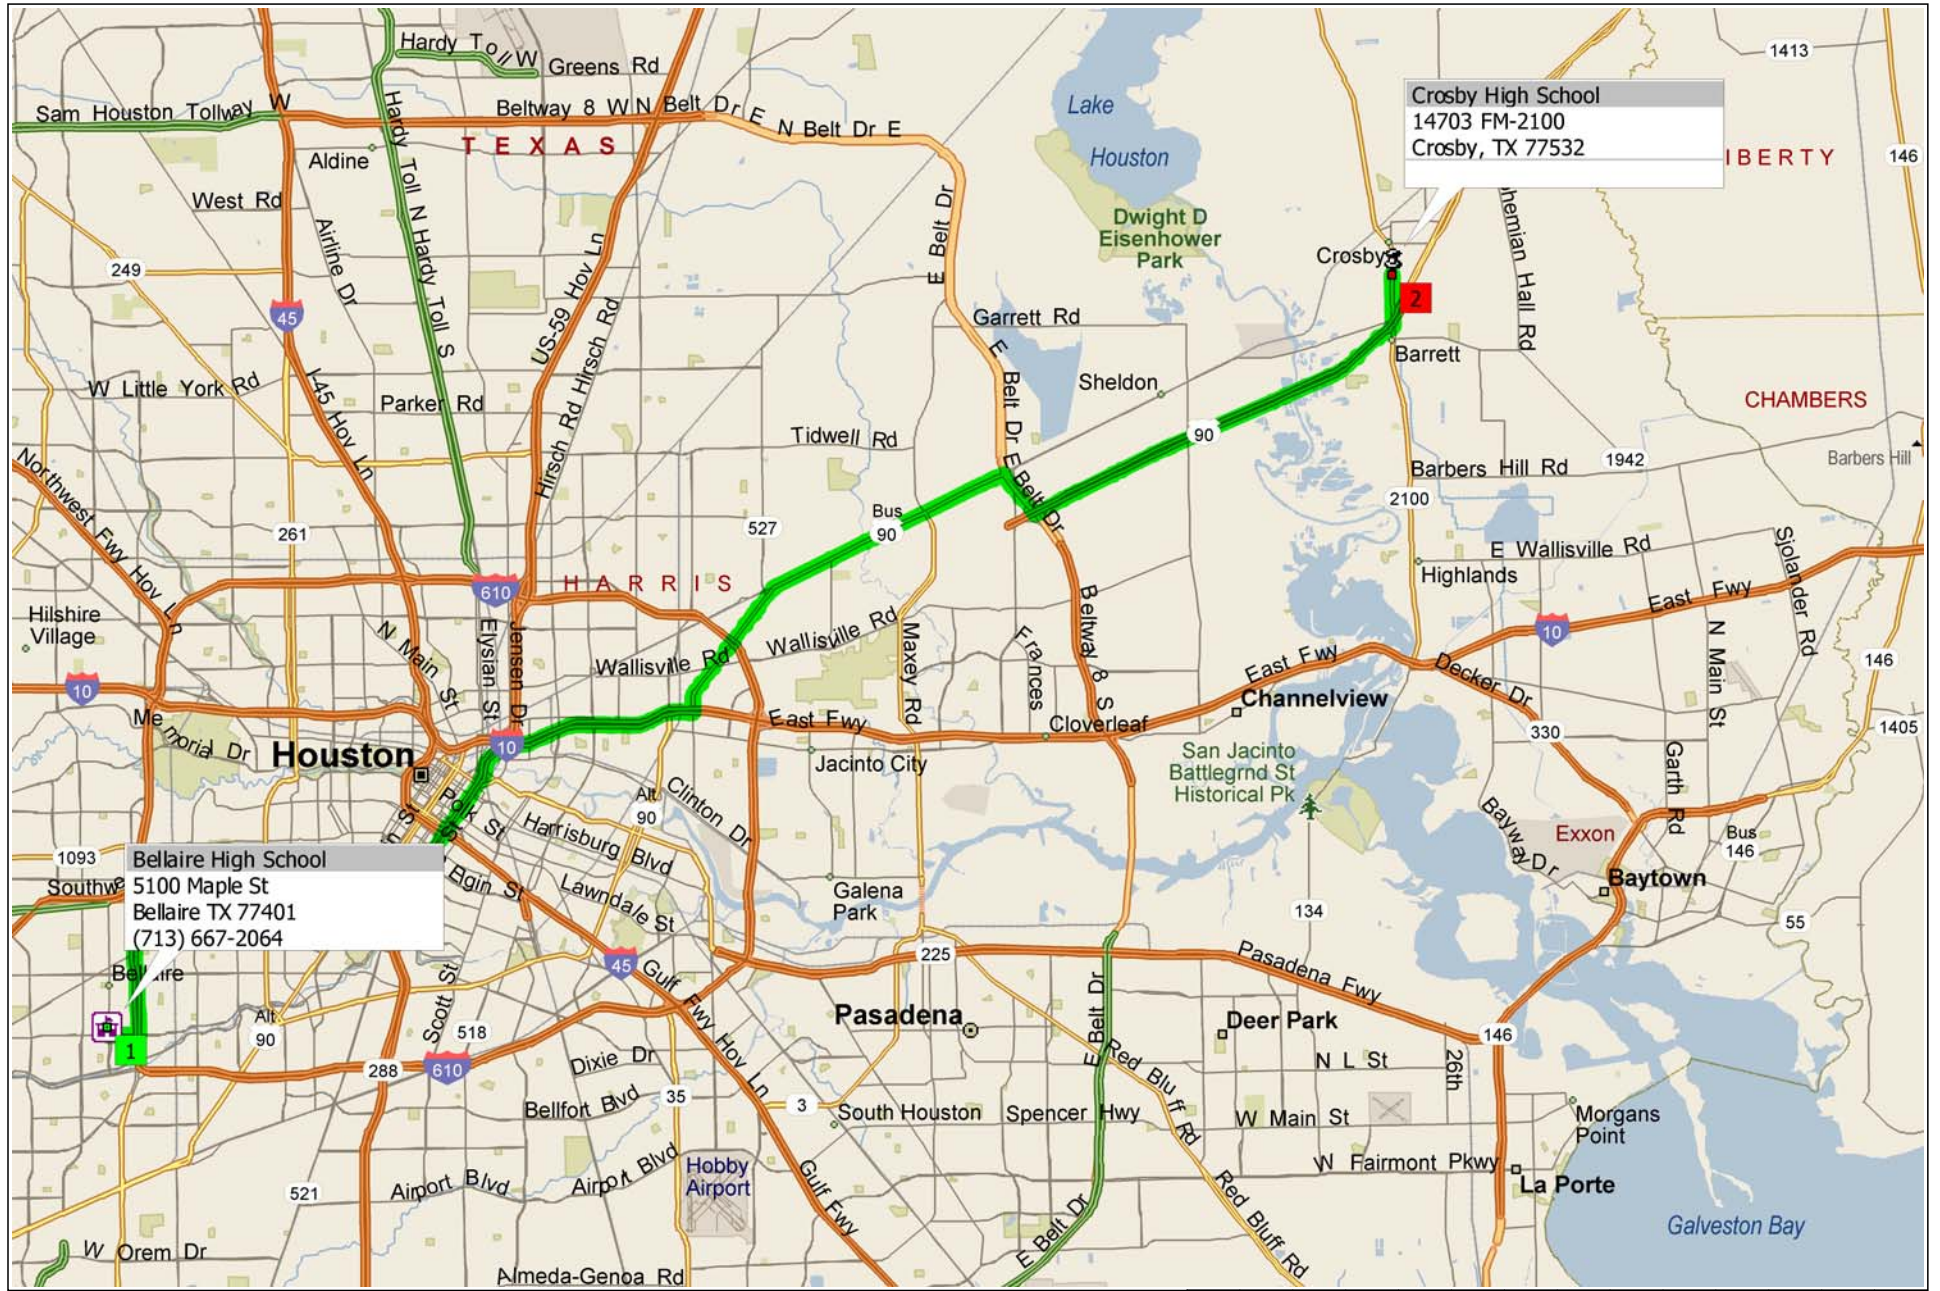 Hardy Toll W
Greens Rd
1413
Sam Houston Tollway W
Beltway 8 W N Belt Dr E
N Belt Dr E
TEXAS
Aldine
Hardy Toll N Hardy Toll S
Lake
Houston
Crosby High School
14703 FM-2100
Crosby, TX 77532
IBERTY
146
West Rd
Airline Dr
249
45
US-59 Hov Ln
Hirsch Rd Hirsch Rd
E Belt Dr
Dwight D
Eisenhower
Park
Crosby
2
hemian Hall Rd
Garrett Rd
Barrett
W Little York Rd
I-45 Hov Ln
Parker Rd
E Belt Dr
E Belt Dr
Sheldon
CHAMBERS
Tidwell Rd
90
Barbers Hill Rd
1942
Barbers Hill
Northwest Fwy Hov Ln
261
527
Bus
90
2100
E Wallisville Rd
Sjolander Rd
Highlands
610
HARRIS
Hilshire
Village
N Main St
Elysian St
Jensen Dr
Wallisville Rd
Wallisville Rd
Maxey Rd
Frances
Beltway 8 S
East Fwy
10
East Fwy
N Main St
146
10
Memorial Dr
Houston
10
East Fwy
Cloverleaf
Channelview
Decker Dr
330
1405
Jacinto City
San Jacinto
Battlegrnd St
Historical Pk
Garth Rd
Polk St
Harrisburg Blvd
Alt
90
Clinton Dr
Bayway Dr
Exxon
Bus
146
1093
Southw
Bellaire High School
5100 Maple St
Bellaire TX 77401
(713) 667-2064
Elgin St
Lawndale St
Galena
Park
Baytown
134
55
225
Pasadena Fwy
Bellaire
45
Gulf Fwy Hov Ln
E Belt Dr
Scott St
518
Alt
90
1
Pasadena
Deer Park
146
288
610
Dixie Dr
Red Bluff Rd
N L St
26th
Bellfort Blvd
35
3
South Houston
Spencer Hwy
W Main St
Morgans
Point
521
Airport Blvd
Airport Blvd
Hobby
Airport
Gulf Fwy
W Fairmont Pkwy
La Porte
Red Bluff Rd
E Belt Dr
Galveston Bay
W Orem Dr
Almeda-Genoa Rd